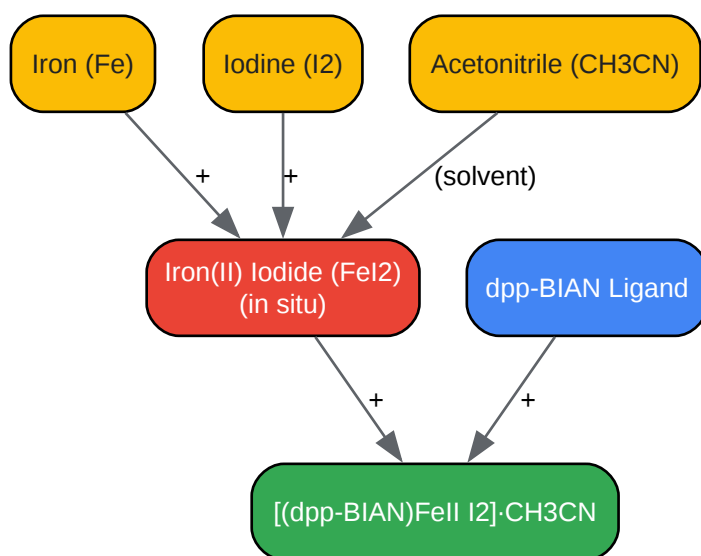 Iron (Fe)
Iodine (I2)
Acetonitrile (CH3CN)
+
+
(solvent)
Iron(II) Iodide (FeI2)
(in situ)
dpp-BIAN Ligand
+
+
[(dpp-BIAN)FeII I2]·CH3CN